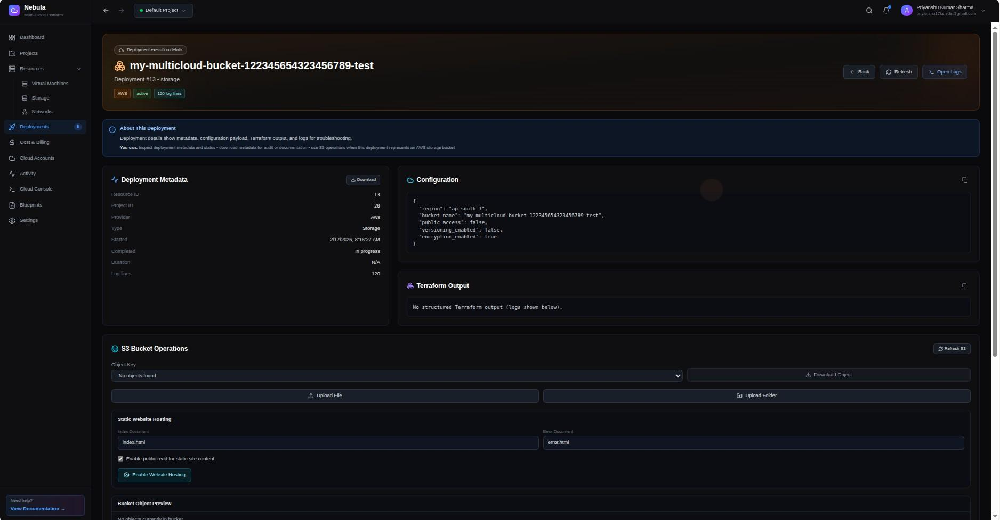 Nebula
Multi-Cloud Platform
Default Project
Priyanshu Kumar Sharma
priyanshu17ks.edu@gmail.com
Dashboard
Projects
Resources
Virtual Machines
Storage
Networks
Deployments
6
Cost & Billing
Cloud Accounts
Activity
Cloud Console
Blueprints
Settings
Need help?
View Documentation →
Deployment execution details
my-multicloud-bucket-122345654323456789-test
Deployment #13 • storage
AWS active 120 log lines
Back Refresh Open Logs
About This Deployment
Deployment details show metadata, configuration payload, Terraform output, and logs for troubleshooting.
You can: inspect deployment metadata and status • download metadata for audit or documentation • use S3 operations when this deployment represents an AWS storage bucket
Deployment Metadata
Download
Resource ID 13
Project ID 20
Provider Aws
Type Storage
Started 2/17/2026, 8:16:27 AM
Completed In progress
Duration N/A
Log lines 120
Configuration
{
"region": "ap-south-1",
"bucket_name": "my-multicloud-bucket-122345654323456789-test",
"public_access": false,
"versioning_enabled": false,
"encryption_enabled": true
}
Terraform Output
No structured Terraform output (logs shown below).
S3 Bucket Operations
Refresh S3
Object Key
No objects found
Download Object
Upload File
Upload Folder
Static Website Hosting
Index Document
index.html
Error Document
error.html
Enable public read for static site content
Enable Website Hosting
Bucket Object Preview
No objects currently in bucket